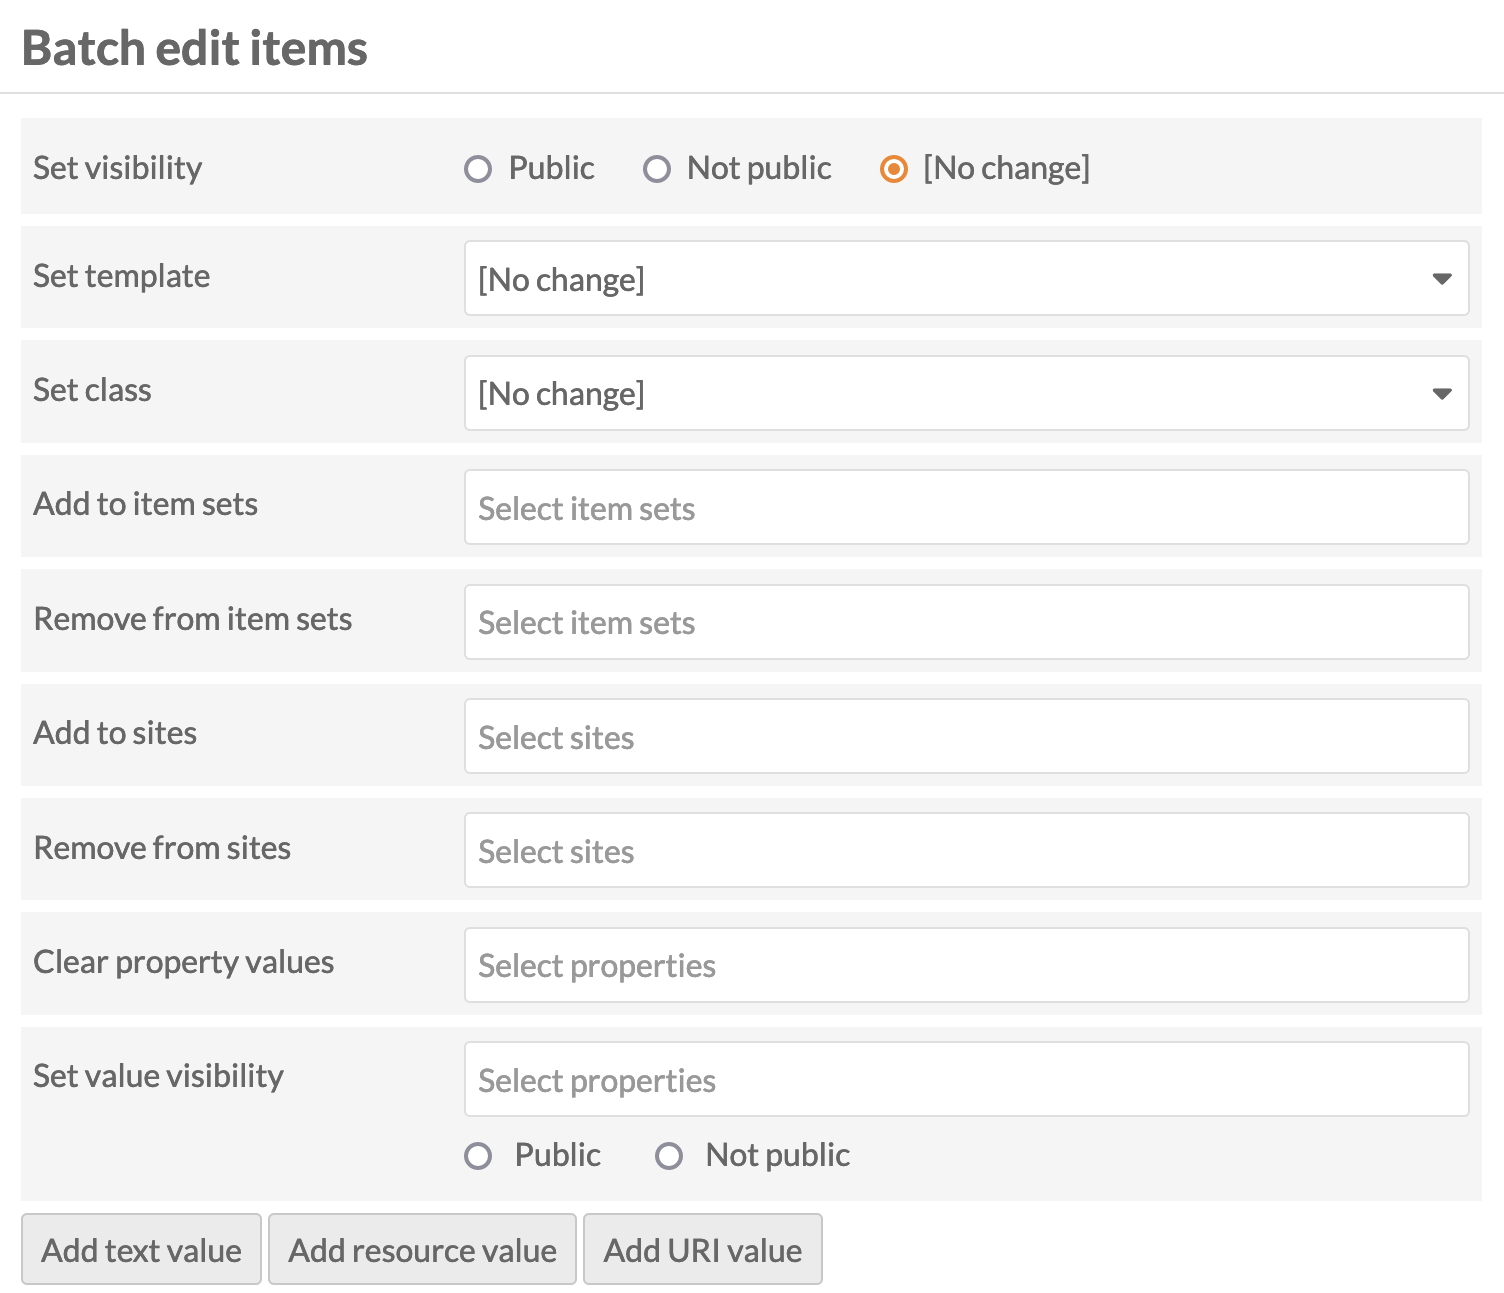 Batch edit items
Set visibility Public Not public [No change]
Set template [No change]
Set class [No change]
Add to item sets Select item sets
Remove from item sets Select item sets
Add to sites Select sites
Remove from sites Select sites
Clear property values Select properties
Set value visibility Select properties
Public Not public
Add text value Add resource value Add URI value